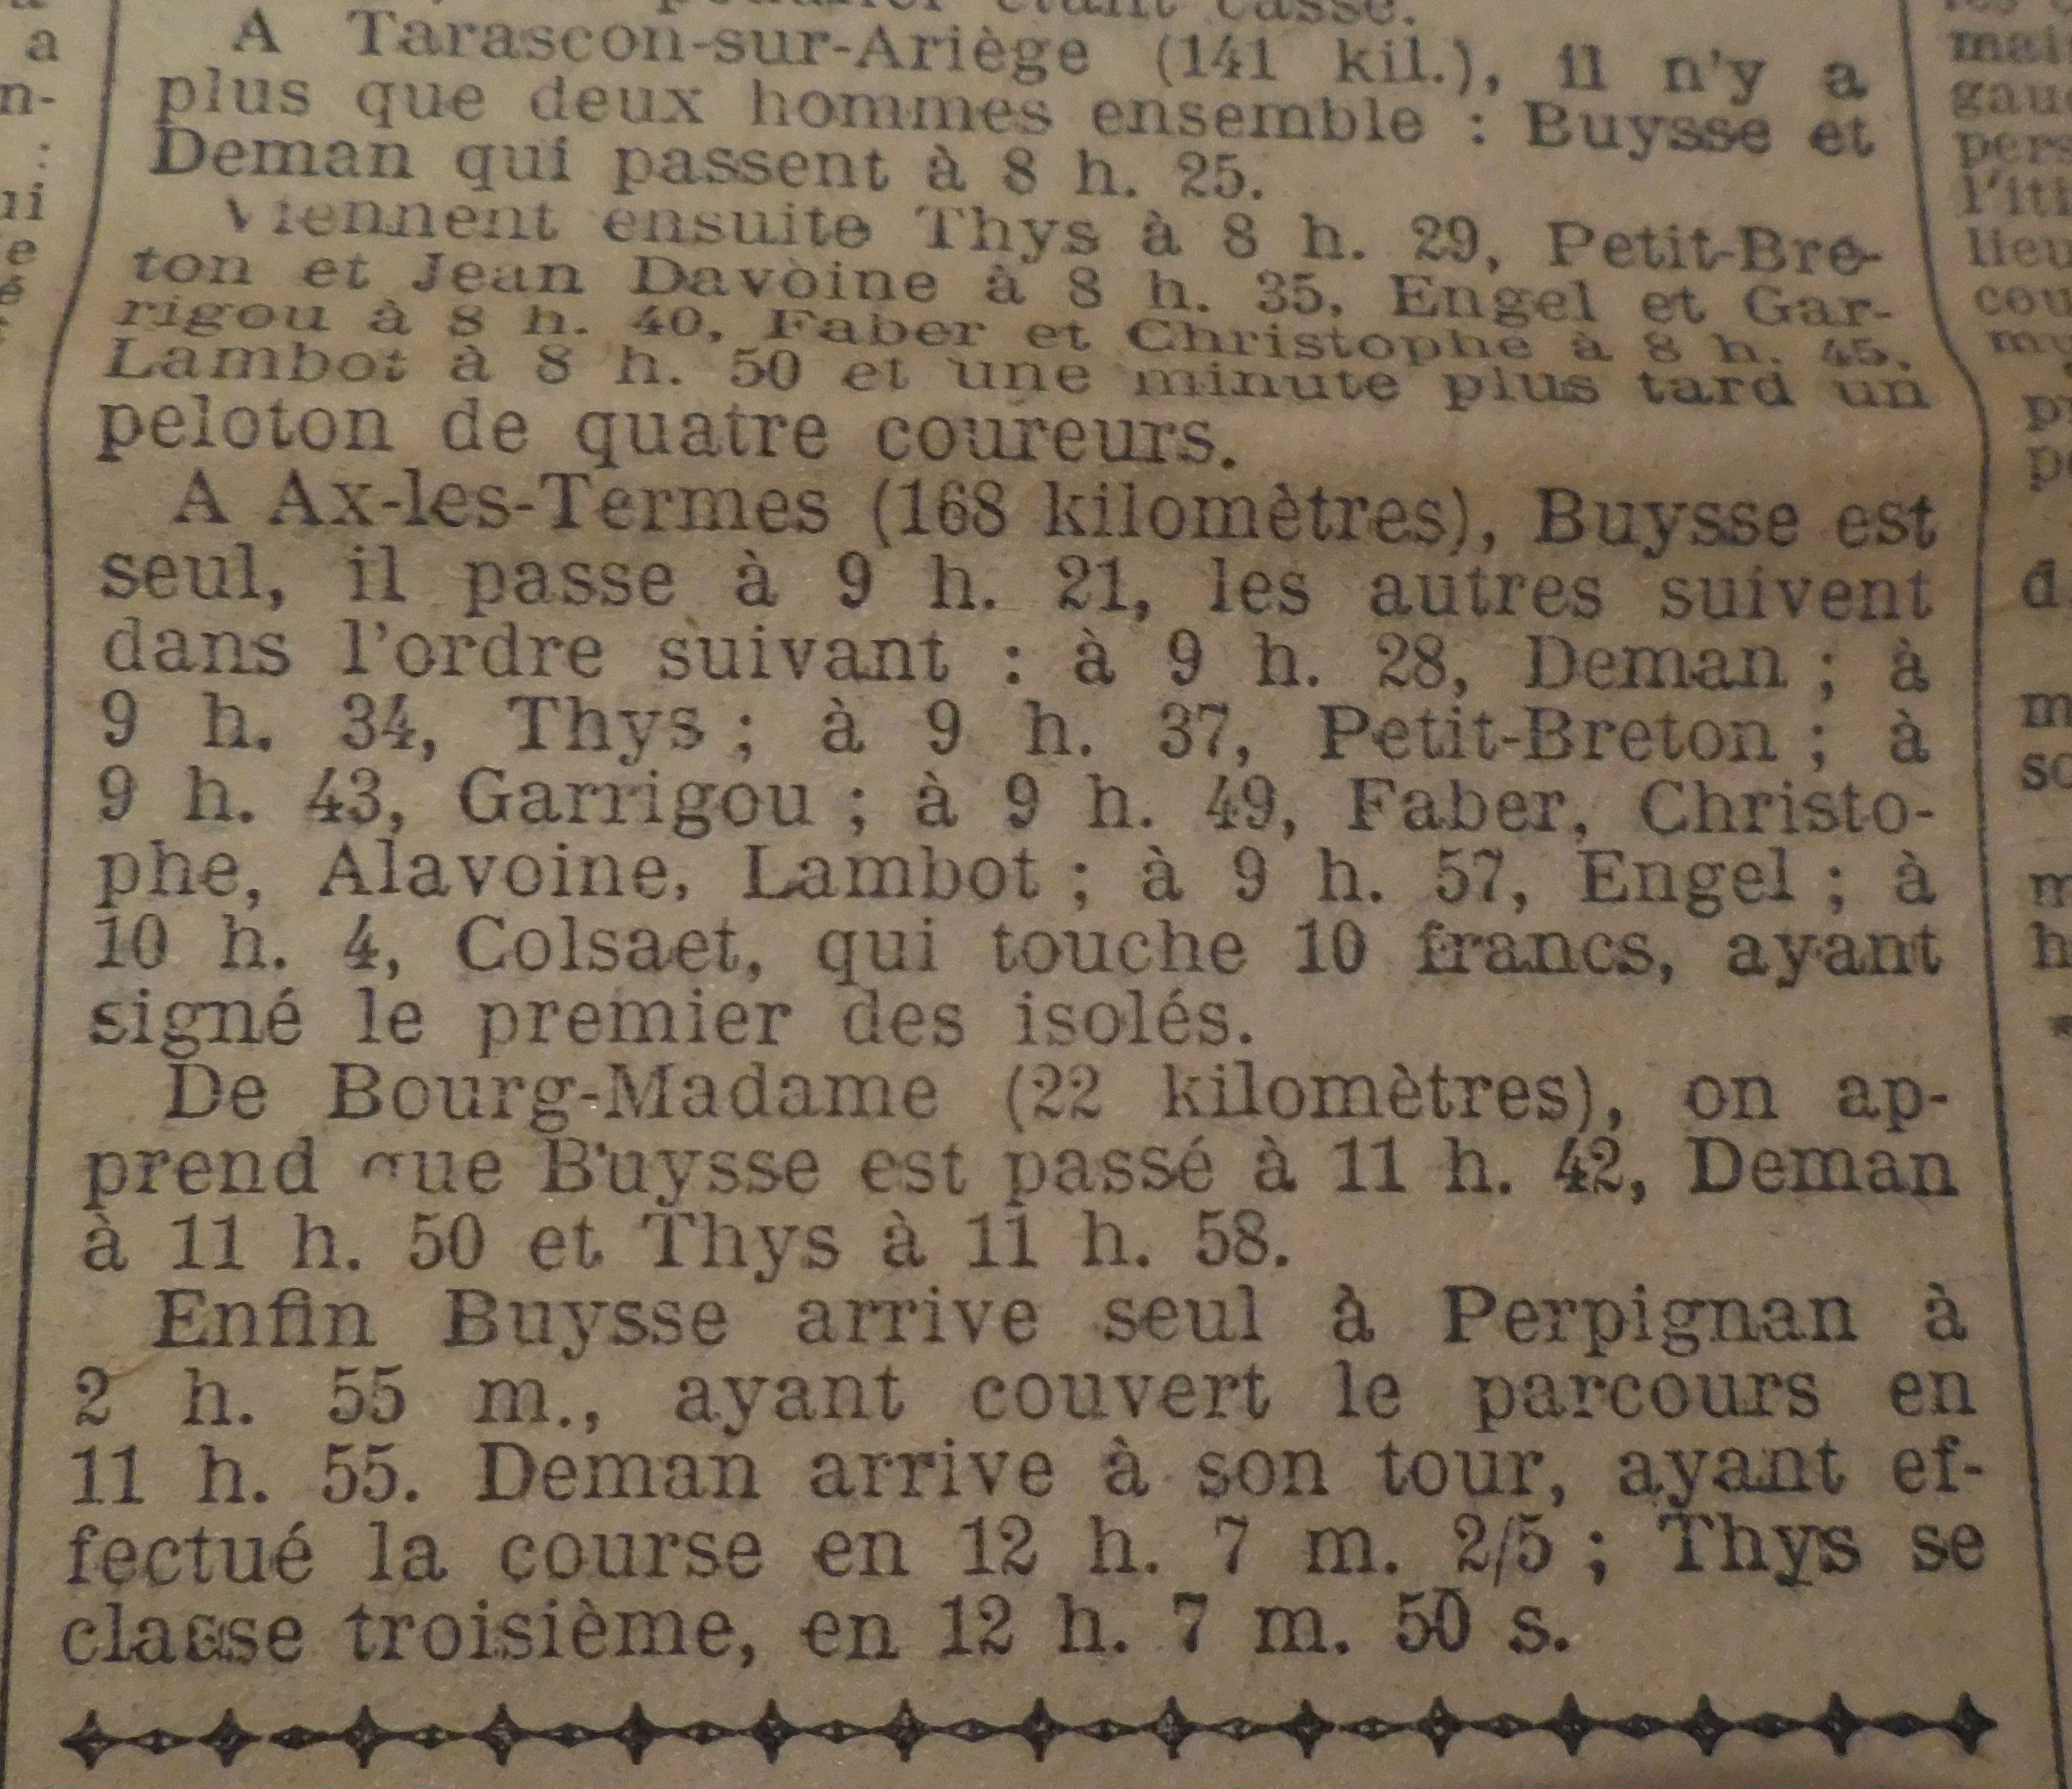 étant cassé.
A Tarascon-sur-Ariège (141 kil.), il n'y a
plus que deux hommes ensemble : Buysse et
Deman qui passent à 8 h. 25.
Viennent ensuite Thys à 8 h. 29, Petit-Bre-
ton et Jean Davoine à 8 h. 35, Engel et Gar-
rigou à 8 h. 40, Faber et Christophe à 8 h. 45,
Lambot à 8 h. 50 et une minute plus tard un
peloton de quatre coureurs.
A Ax-les-Termes (168 kilomètres), Buysse est
seul, il passe à 9 h. 21, les autres suivent
dans l'ordre suivant : à 9 h. 28, Deman ; à
9 h. 34, Thys ; à 9 h. 37, Petit-Breton ; à
9 h. 43, Garrigou ; à 9 h. 49, Faber, Christo-
phe, Alavoine, Lambot ; à 9 h. 57, Engel ; à
10 h. 4, Colsaet, qui touche 10 francs, ayant
signé le premier des isolés.
De Bourg-Madame (22 kilomètres), on ap-
prend que Buysse est passé à 11 h. 42, Deman
à 11 h. 50 et Thys à 11 h. 58.
Enfin Buysse arrive seul à Perpignan à
2 h. 55 m., ayant couvert le parcours en
11 h. 55. Deman arrive à son tour, ayant ef-
fectué la course en 12 h. 7 m. 2/5 ; Thys se
classe troisième, en 12 h. 7 m. 50 s.